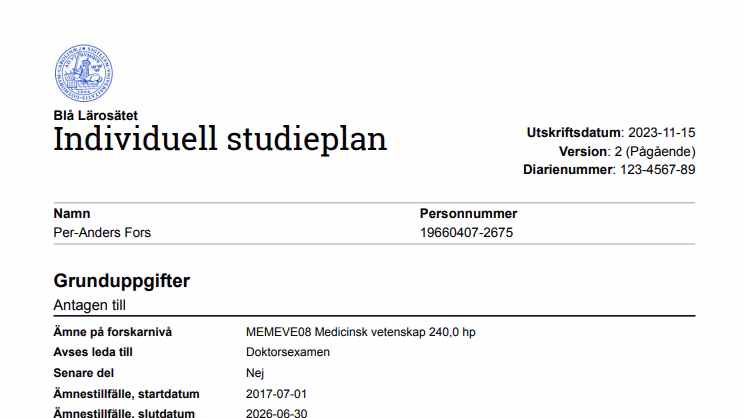 Blå Lärosätet
Individuell studieplan
Utskriftsdatum: 2023-11-15
Version: 2 (Pågående)
Diarienummer: 123-4567-89
Namn
Personnummer
Per-Anders Fors
19660407-2675
Grunduppgifter
Antagen till
Ämne på forskarnivå MEMEVE08 Medicinsk vetenskap 240,0 hp
Avses leda till Doktorsexamen
Senare del Nej
Ämnestillfälle, startdatum 2017-07-01
Ämnestillfälle, slutdatum 2026-06-30